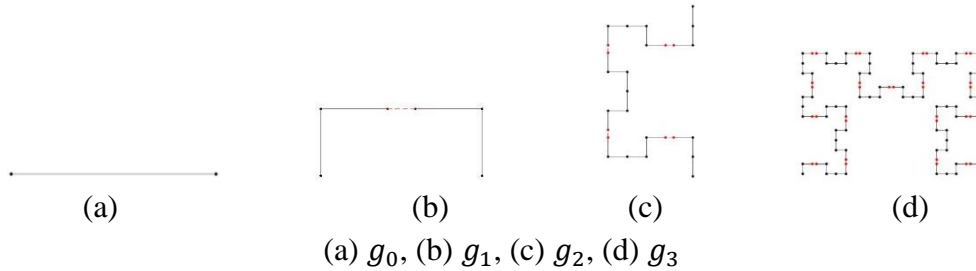 (a) (b) (c) (d)
(a) 𝑔₀, (b) 𝑔₁, (c) 𝑔₂, (d) 𝑔₃